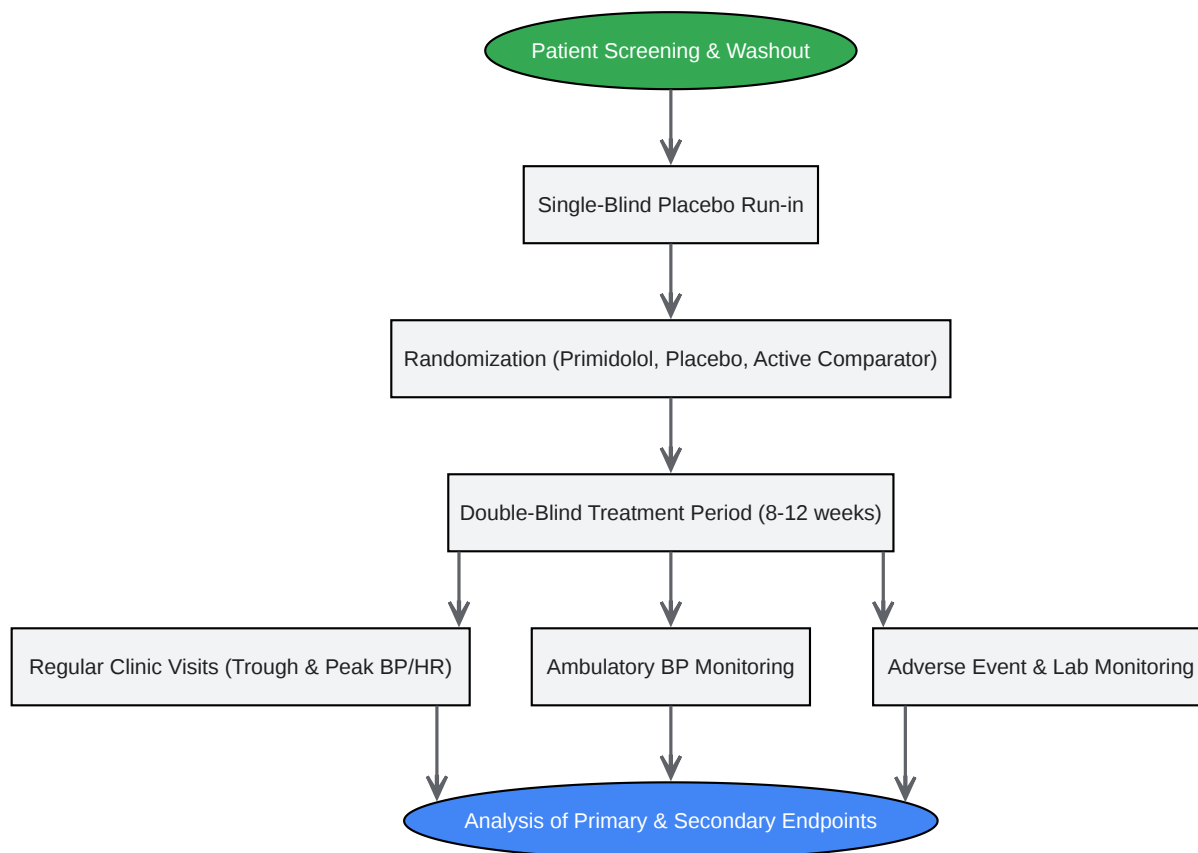 Patient Screening & Washout
Single-Blind Placebo Run-in
Randomization (Primidolol, Placebo, Active Comparator)
Double-Blind Treatment Period (8-12 weeks)
Regular Clinic Visits (Trough & Peak BP/HR)
Ambulatory BP Monitoring
Adverse Event & Lab Monitoring
Analysis of Primary & Secondary Endpoints